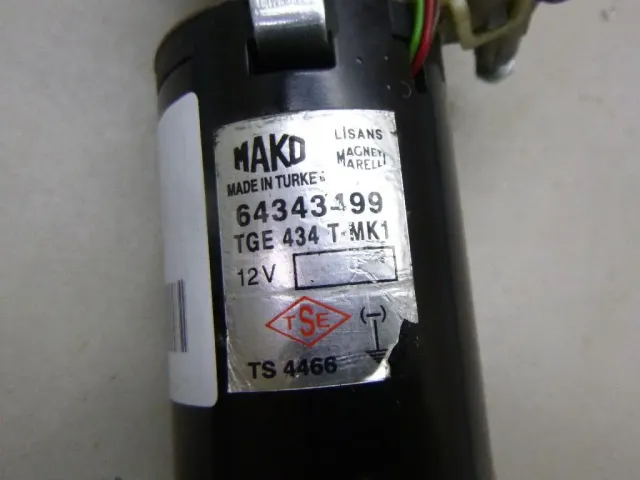 MAKO
LİSANS
MAGNETI
MARELLI
MADE IN TURKEY
64343499
TGE 434 T-MK1
12V
TSE
(-)
TS 4466